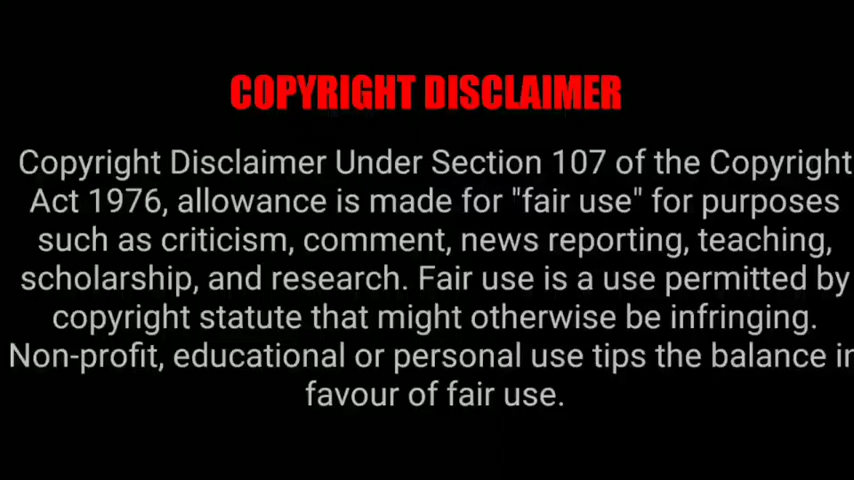 COPYRIGHT DISCLAIMER
Copyright Disclaimer Under Section 107 of the Copyright
Act 1976, allowance is made for "fair use" for purposes
such as criticism, comment, news reporting, teaching,
scholarship, and research. Fair use is a use permitted by
copyright statute that might otherwise be infringing.
Non-profit, educational or personal use tips the balance in
favour of fair use.